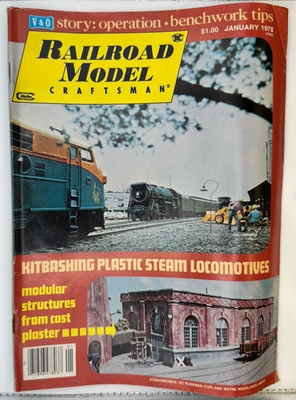 V&O story: operation • benchwork tips
$1.00 JANUARY 1978
RAILROAD
MODEL
CRAFTSMAN®
KITBASHING PLASTIC STEAM LOCOMOTIVES
modular
structures
from cast
plaster